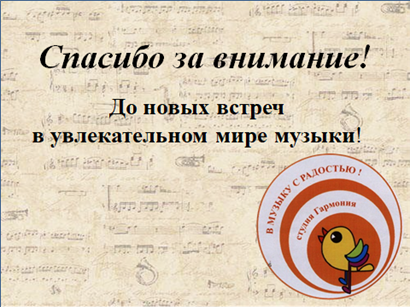 Спасибо за внимание!
До новых встреч
в увлекательном мире музыки!
В МУЗЫКУ С РАДОСТЬЮ !
студия Гармония